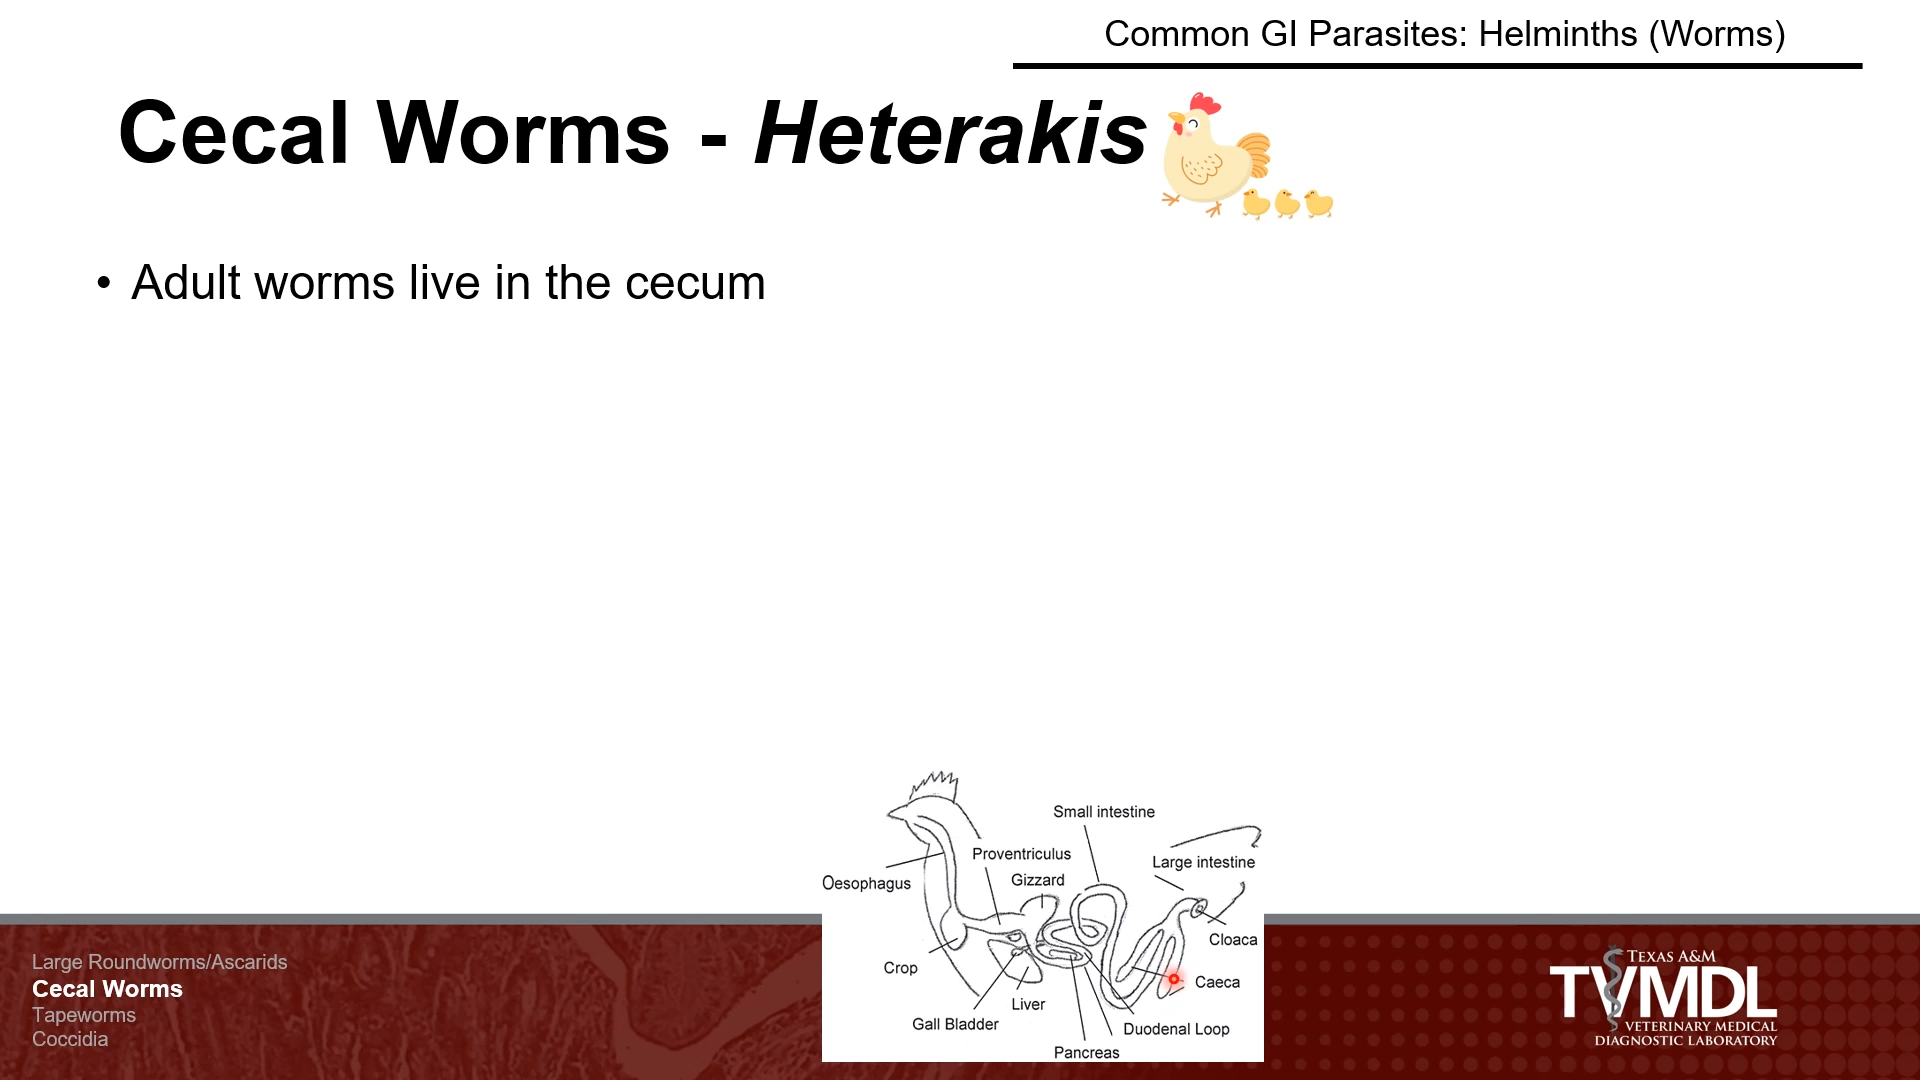 Common GI Parasites: Helminths (Worms)
Cecal Worms - Heterakis
• Adult worms live in the cecum
Small intestine
Proventriculus
Large intestine
Gizzard
Oesophagus
Cloaca
Crop
Caeca
Liver
Gall Bladder
Duodenal Loop
Pancreas
Large Roundworms/Ascarids
Cecal Worms
Tapeworms
Coccidia
TEXAS A&M
TVMDL
VETERINARY MEDICAL
DIAGNOSTIC LABORATORY